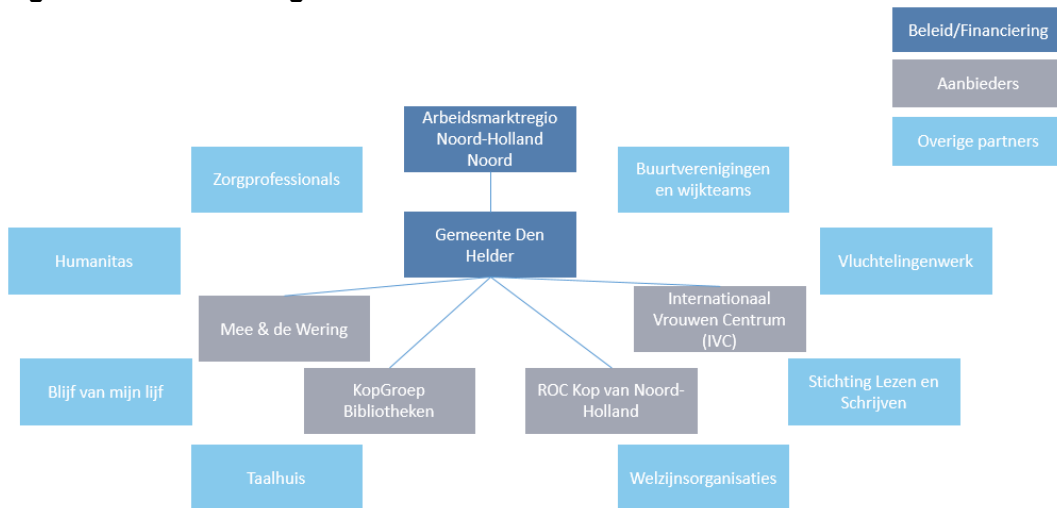 Beleid/Financiering
Aanbieders
Overige partners
Arbeidsmarktregio
Noord-Holland
Noord
Zorgprofessionals
Buurtverenigingen
en wijkteams
Gemeente Den
Helder
Humanitas
Vluchtelingenwerk
Mee & de Wering
Internationaal
Vrouwen Centrum
(IVC)
Blijf van mijn lijf
KopGroep
Bibliotheken
ROC Kop van Noord-
Holland
Stichting Lezen en
Schrijven
Taalhuis
Welzijnsorganisaties